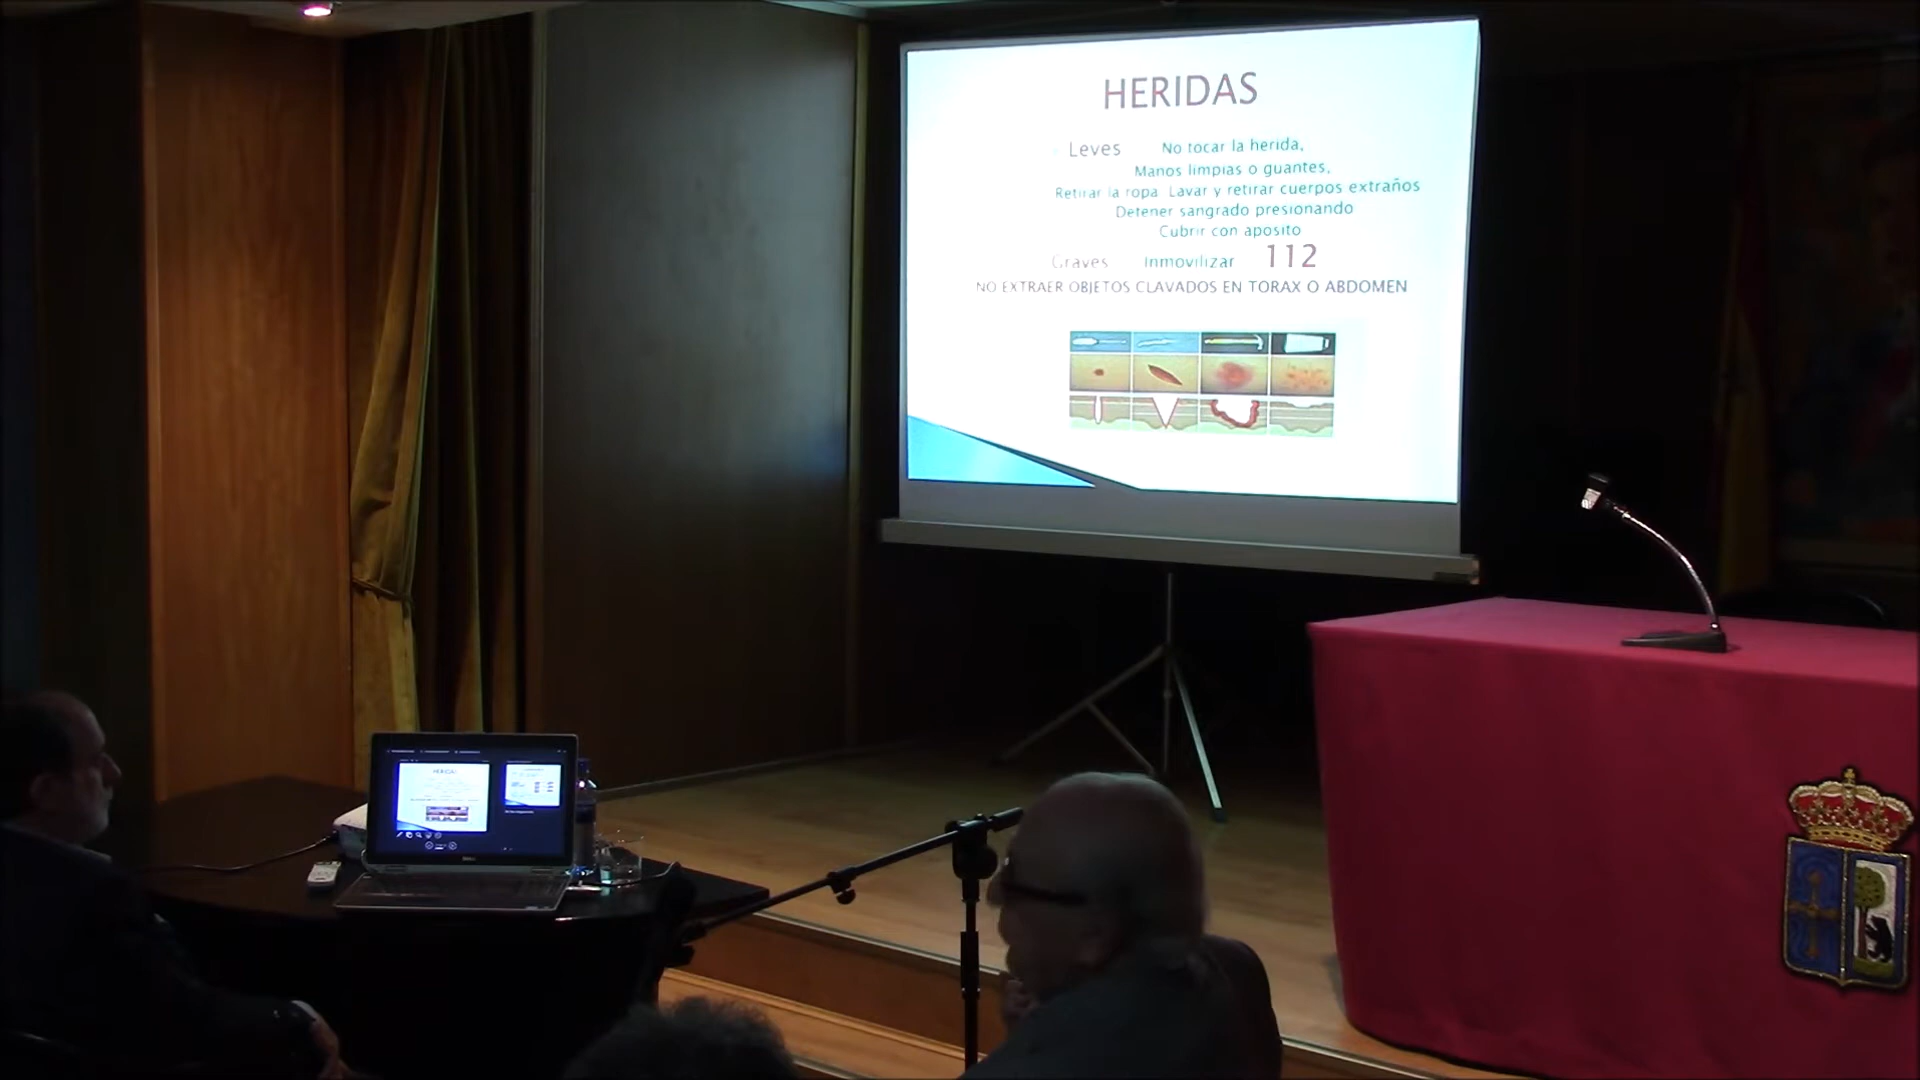 HERIDAS
Leves No tocar la herida,
Manos limpias o guantes,
Retirar la ropa Lavar y retirar cuerpos extraños
Detener sangrado presionando
Cubrir con aposito
Graves Inmovilizar 112
NO EXTRAER OBJETOS CLAVADOS EN TORAX O ABDOMEN
HERIDAS